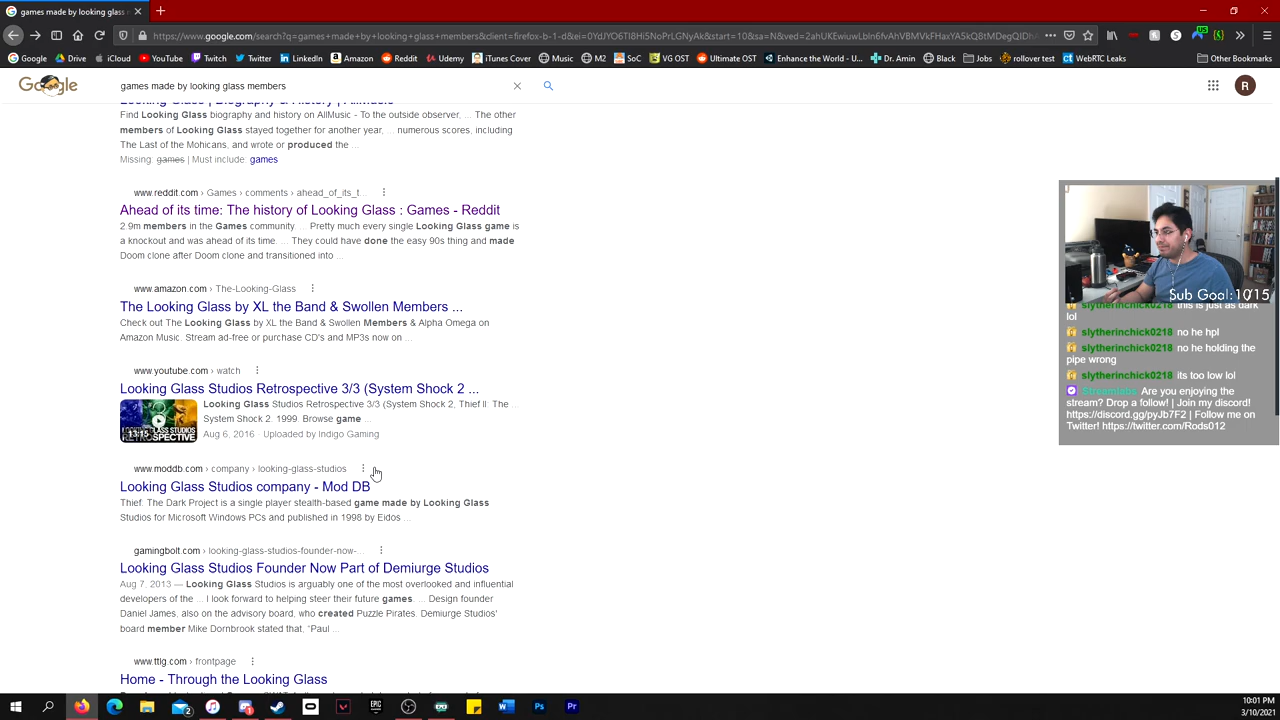 games made by looking glass m
https://www.google.com/search?q=games+made+by+looking+glass+members&client=firefox-b-1-d&ei=
Google
Drive
iCloud
YouTube
Twitch
Twitter
LinkedIn
Amazon
Reddit
Udemy
iTunes Cover
Music
M2
SoC
VG OST
Ultimate OST
Enhance the World - U...
Dr. Amin
Black
Jobs
rollover test
WebRTC Leaks
Other Bookmarks
games made by looking glass members
R
Looking Glass | Biography & History | AllMusic
Find Looking Glass biography and history on AllMusic - To the outside observer, ... The other
members of Looking Glass stayed together for another year, ... numerous scores, including
The Last of the Mohicans, and wrote or produced the ...
Missing: games | Must include: games
www.reddit.com › Games › comments › ahead_of_its_t...
Ahead of its time: The history of Looking Glass : Games - Reddit
2.9m members in the Games community. ... Pretty much every single Looking Glass game is
a knockout and was ahead of its time. ... They could have done the easy 90s thing and made
Doom clone after Doom clone and transitioned into ...
www.amazon.com › The-Looking-Glass
The Looking Glass by XL the Band & Swollen Members ...
Check out The Looking Glass by XL the Band & Swollen Members & Alpha Omega on
Amazon Music. Stream ad-free or purchase CD's and MP3s now on ...
www.youtube.com › watch
Looking Glass Studios Retrospective 3/3 (System Shock 2 ...
Looking Glass Studios Retrospective 3/3 (System Shock 2, Thief II: The ...
System Shock 2. 1999. Browse game ...
13:15
RETROSPECTIVE
Aug 6, 2016 · Uploaded by Indigo Gaming
www.moddb.com › company › looking-glass-studios
Looking Glass Studios company - Mod DB
Thief: The Dark Project is a single player stealth-based game made by Looking Glass
Studios for Microsoft Windows PCs and published in 1998 by Eidos ...
gamingbolt.com › looking-glass-studios-founder-now-...
Looking Glass Studios Founder Now Part of Demiurge Studios
Aug 7, 2013 — Looking Glass Studios is arguably one of the most overlooked and influential
developers of the ... I look forward to helping steer their future games. ... Design founder
Daniel James, also on the advisory board, who created Puzzle Pirates. Demiurge Studios'
board member Mike Dornbrook stated that, "Paul ...
www.ttlg.com › frontpage
Home - Through the Looking Glass
Sub Goal:10/15
slytherinchick0218 this is just as dark
lol
slytherinchick0218 no he hpl
slytherinchick0218 no he holding the
pipe wrong
slytherinchick0218 its too low lol
Are you enjoying the
stream? Drop a follow! | Join my discord!
https://discord.gg/pyJb7F2 | Follow me on
Twitter! https://twitter.com/Rods012
EPIC
Ps
Pr
10:01 PM
3/10/2021